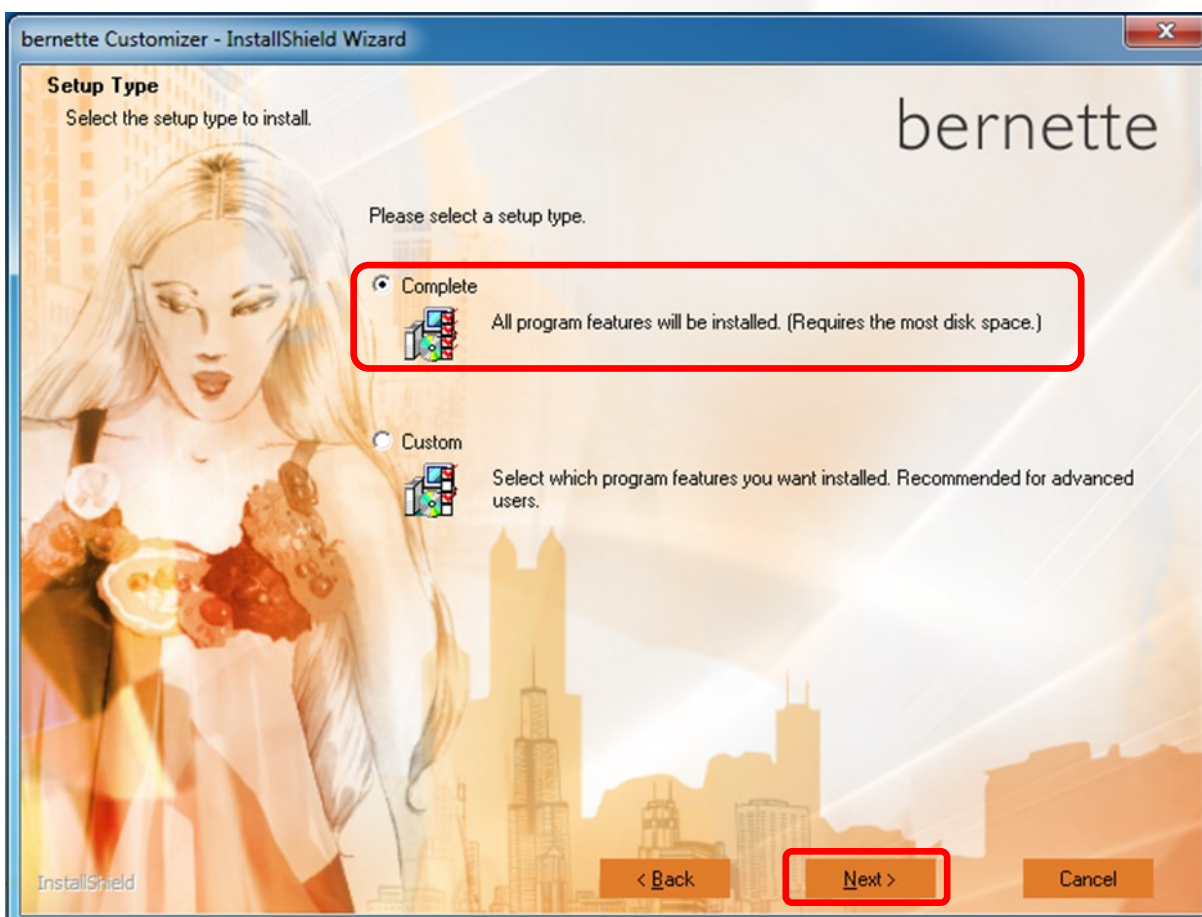 bernette Customizer - InstallShield Wizard
Setup Type
Select the setup type to install.
bernette
Please select a setup type.
Complete
All program features will be installed. (Requires the most disk space.)
Custom
Select which program features you want installed. Recommended for advanced
users.
InstallShield
< Back
Next >
Cancel